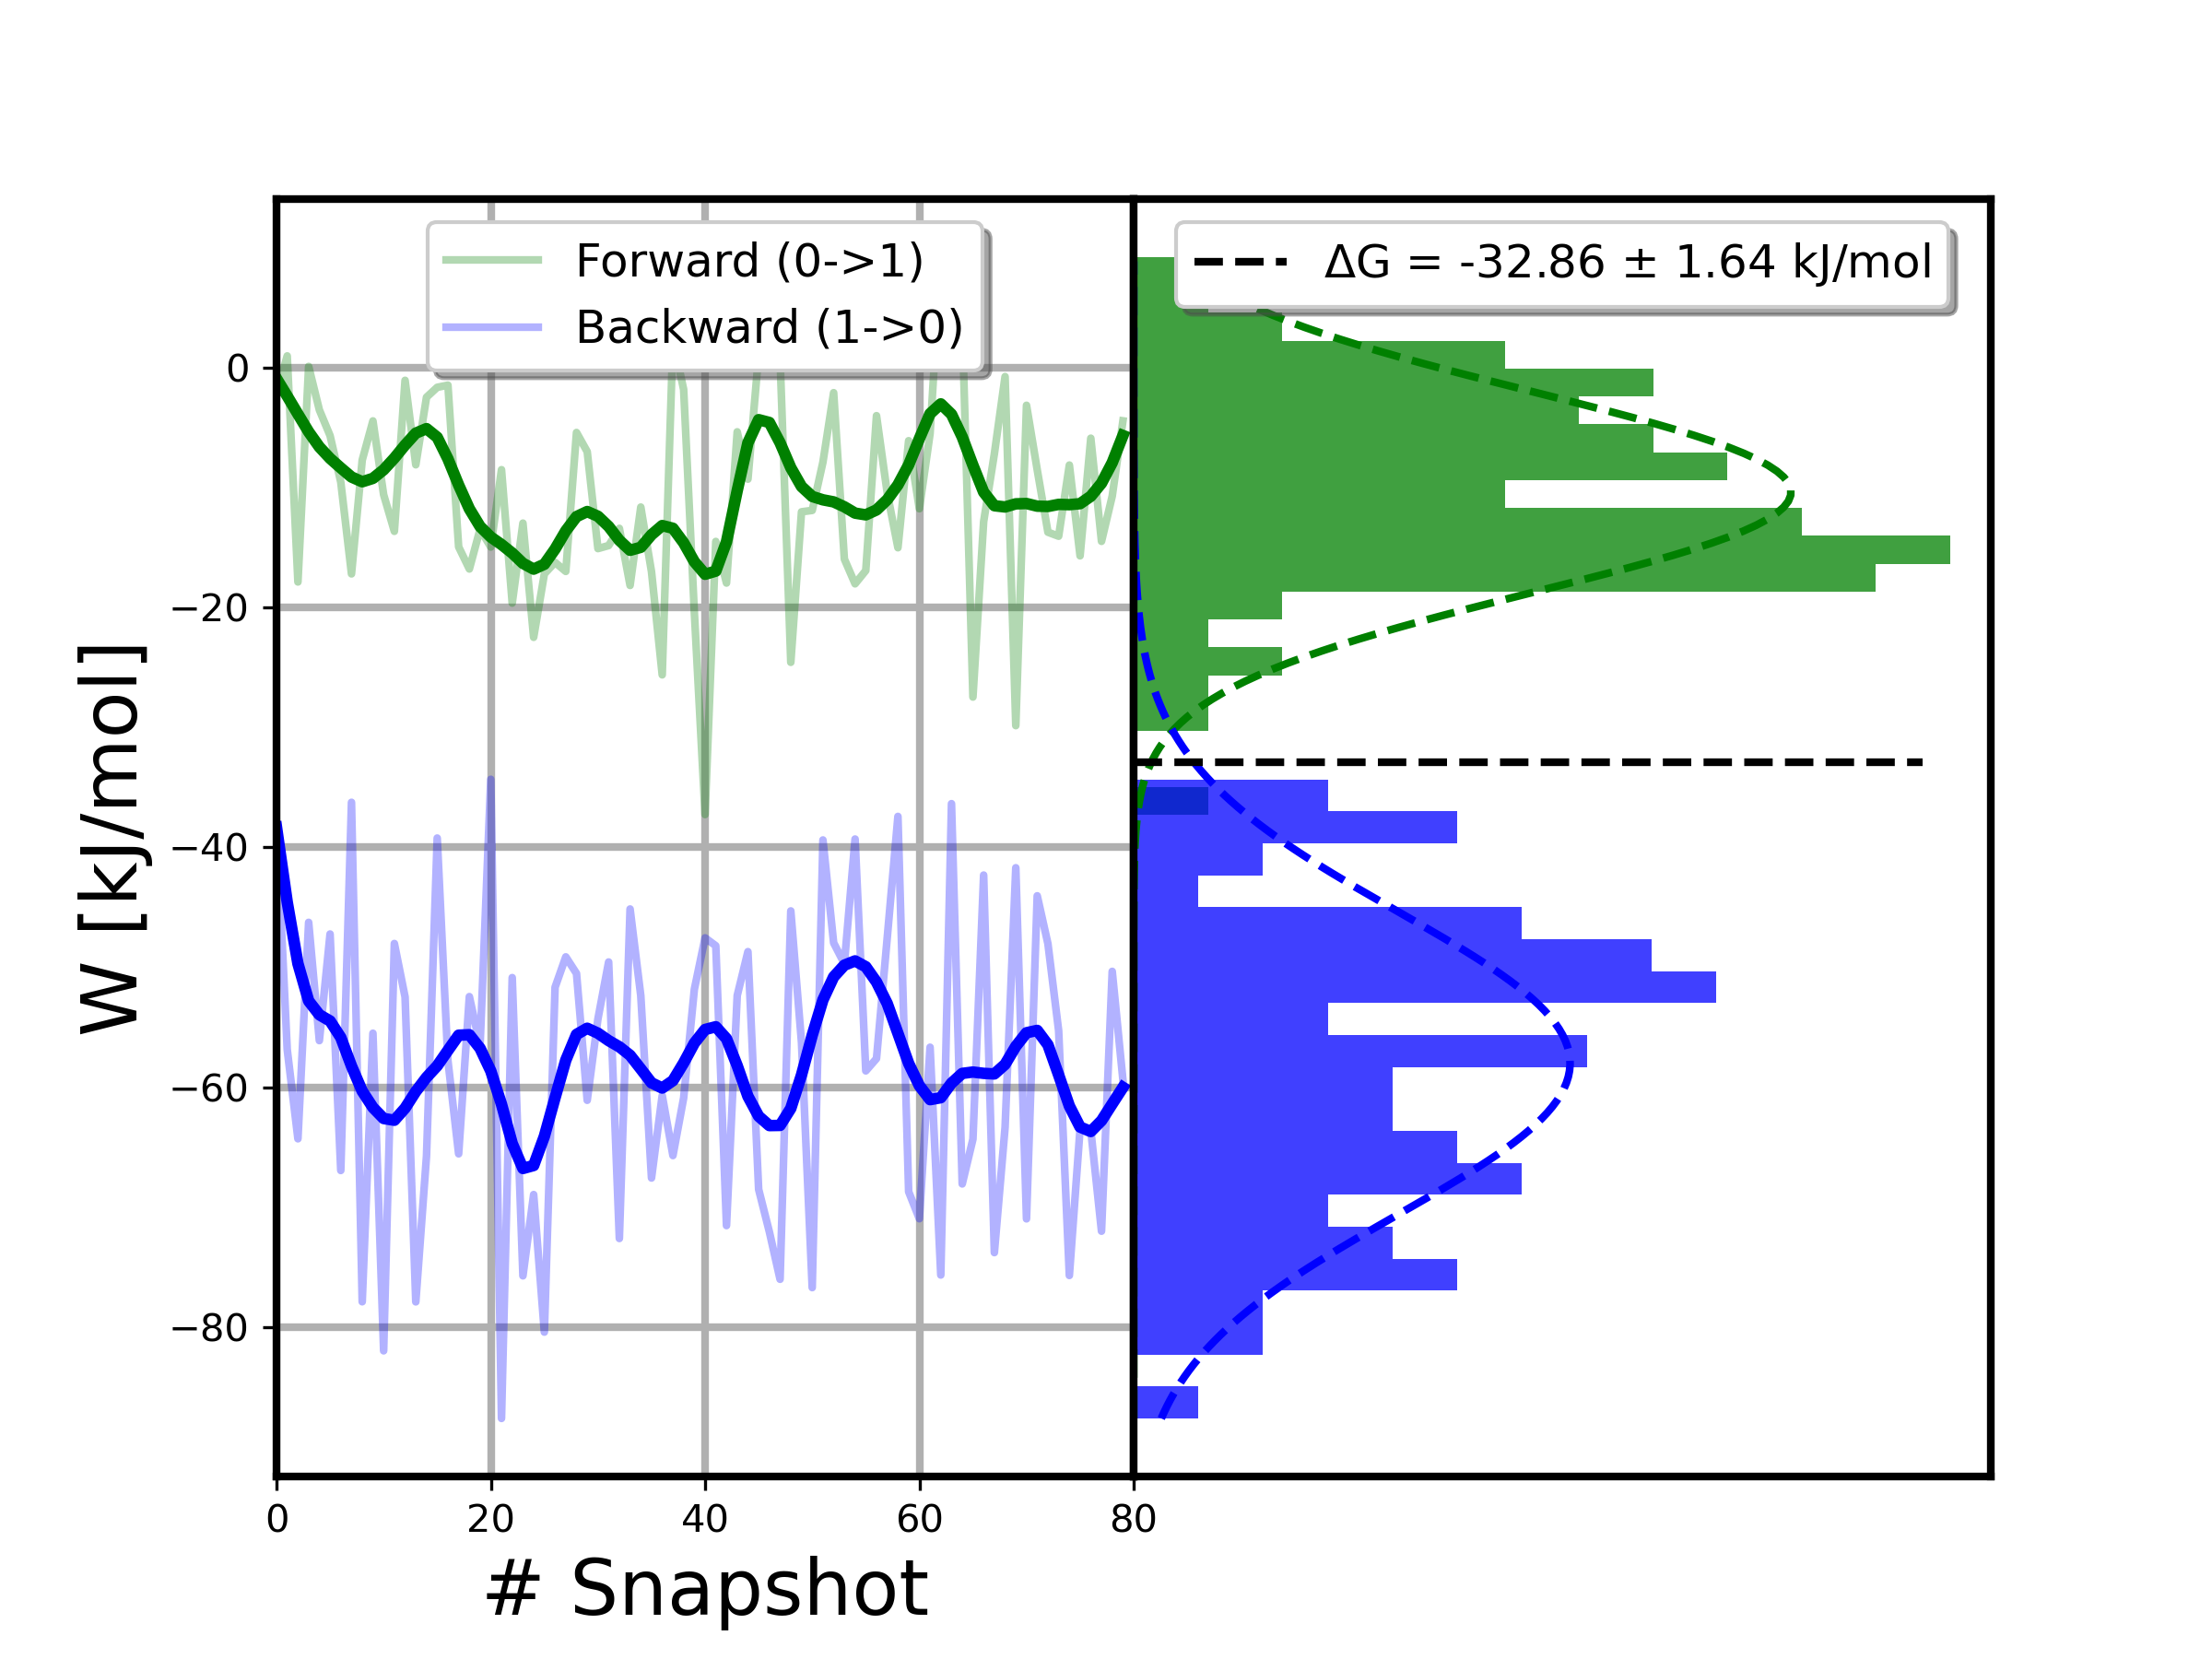 Forward (0->1)
Backward (1->0)
ΔG = -32.86 ± 1.64 kJ/mol
W [kJ/mol]
0
−20
−40
−60
−80
0 20 40 60 80
# Snapshot